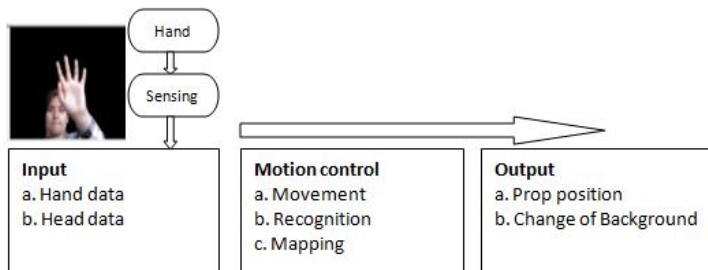 Hand
Sensing
Input
a. Hand data
b. Head data
Motion control
a. Movement
b. Recognition
c. Mapping
Output
a. Prop position
b. Change of Background